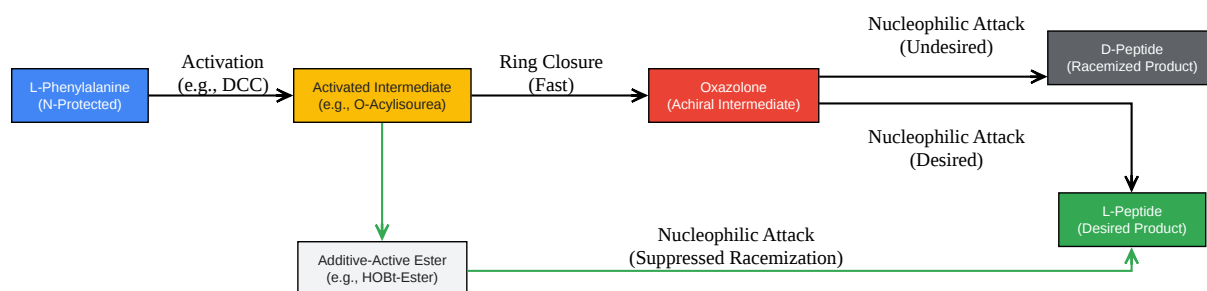 Nucleophilic Attack
(Undesired)
L-Phenylalanine
(N-Protected)
Activation
(e.g., DCC)
Activated Intermediate
(e.g., O-Acylisourea)
Ring Closure
(Fast)
Oxazolone
(Achiral Intermediate)
D-Peptide
(Racemized Product)
Nucleophilic Attack
(Desired)
L-Peptide
(Desired Product)
Additive-Active Ester
(e.g., HOBt-Ester)
Nucleophilic Attack
(Suppressed Racemization)